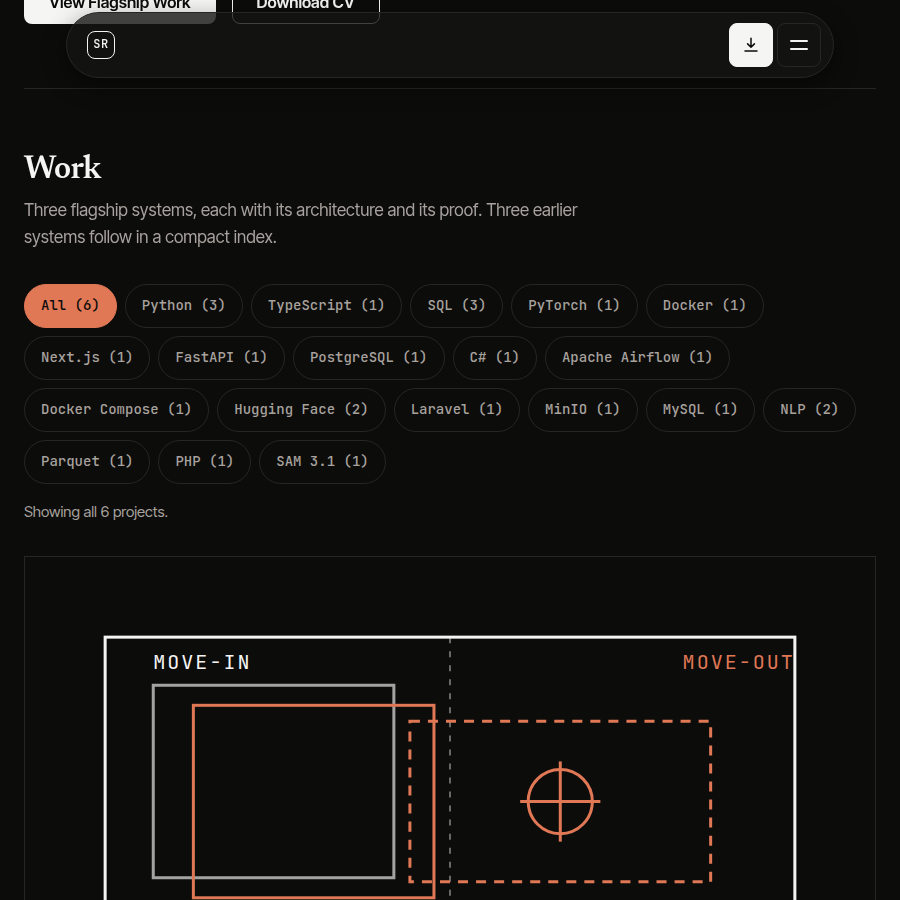 View Flagship Work
Download CV
SR
Work
Three flagship systems, each with its architecture and its proof. Three earlier
systems follow in a compact index.
All (6)
Python (3)
TypeScript (1)
SQL (3)
PyTorch (1)
Docker (1)
Next.js (1)
FastAPI (1)
PostgreSQL (1)
C# (1)
Apache Airflow (1)
Docker Compose (1)
Hugging Face (2)
Laravel (1)
MinIO (1)
MySQL (1)
NLP (2)
Parquet (1)
PHP (1)
SAM 3.1 (1)
Showing all 6 projects.
MOVE-IN
MOVE-OUT